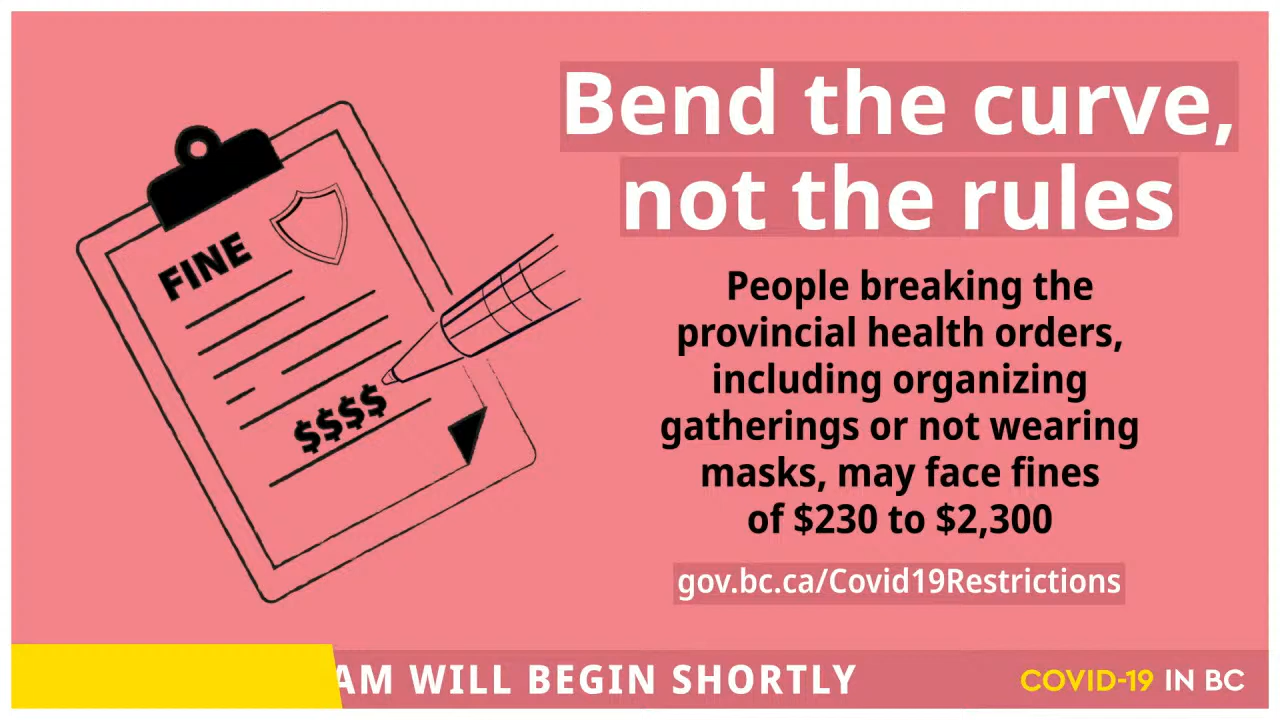 Bend the curve,
not the rules
FINE
$$$$
People breaking the
provincial health orders,
including organizing
gatherings or not wearing
masks, may face fines
of $230 to $2,300
gov.bc.ca/Covid19Restrictions
AM WILL BEGIN SHORTLY
COVID-19 IN BC